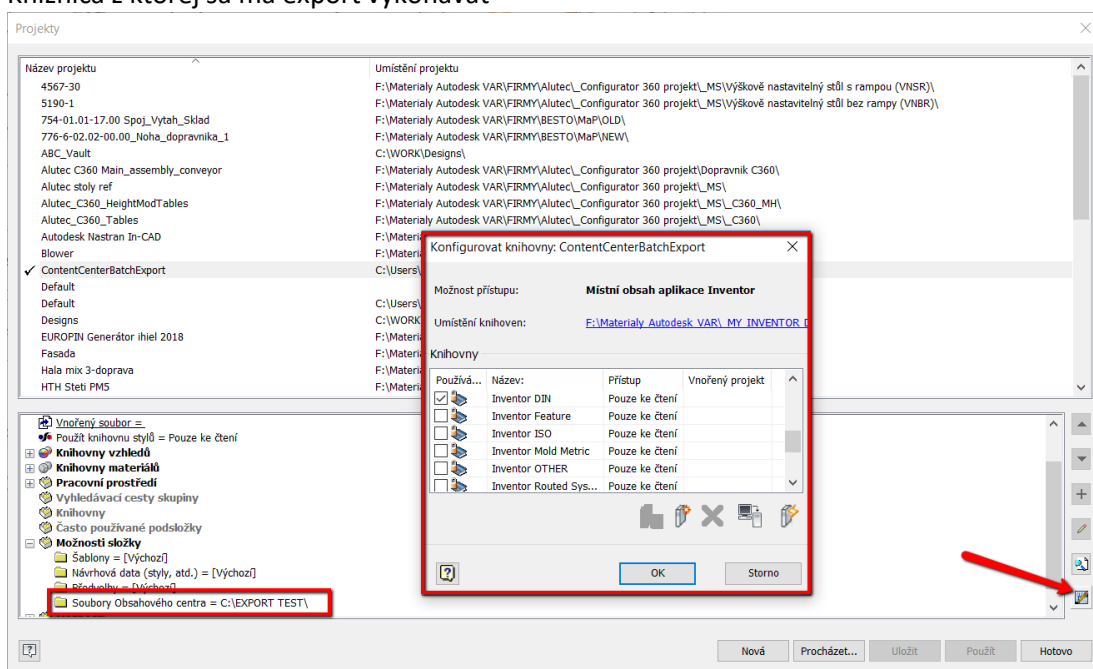 Knižnica z ktorej sa má export vykonávať
Projekty
Název projektu Umístění projektu
4567-30 F:\Materialy Autodesk VAR\FIRMY\Alutec\_Configurator 360 projekt\_MS\Výškově nastavitelný stůl s rampou (VNSR)\
5190-1 F:\Materialy Autodesk VAR\FIRMY\Alutec\_Configurator 360 projekt\_MS\Výškově nastavitelný stůl bez rampy (VNBR)\
754-01.01-17.00 Spoj_Vytah_Sklad F:\Materialy Autodesk VAR\FIRMY\BESTO\MaP\OLD\
776-6-02.02-00.00_Noha_dopravnika_1 F:\Materialy Autodesk VAR\FIRMY\BESTO\MaP\NEW\
ABC_Vault C:\WORK\Designs\
Alutec C360 Main_assembly_conveyor F:\Materialy Autodesk VAR\FIRMY\Alutec\_Configurator 360 projekt\Dopravnik C360\
Alutec stoly ref F:\Materialy Autodesk VAR\FIRMY\Alutec\_Configurator 360 projekt\_MS\
Alutec_C360_HeightModTables F:\Materialy Autodesk VAR\FIRMY\Alutec\_Configurator 360 projekt\_MS\_C360_MH\
Alutec_C360_Tables F:\Materialy Autodesk VAR\FIRMY\Alutec\_Configurator 360 projekt\_MS\_C360\
Autodesk Nastran In-CAD F:\Materi
Blower F:\Materi
ContentCenterBatchExport C:\Users\
Default
Default C:\Users\
Designs C:\WORK
EUROPIN Generátor ihiel 2018 F:\Materi
Fasada F:\Materi
Hala mix 3-doprava F:\Materi
HTH Steti PM5 F:\Materi
Konfigurovat knihovny: ContentCenterBatchExport
Možnost přístupu: Místní obsah aplikace Inventor
Umístění knihoven: F:\Materialy Autodesk VAR\_MY_INVENTOR_D
Knihovny
Používá... Název: Přístup Vnořený projekt
Inventor DIN Pouze ke čtení
Inventor Feature Pouze ke čtení
Inventor ISO Pouze ke čtení
Inventor Mold Metric Pouze ke čtení
Inventor OTHER Pouze ke čtení
Inventor Routed Sys... Pouze ke čtení
OK Storno
Vnořený soubor =
Použít knihovnu stylů = Pouze ke čtení
Knihovny vzhledů
Knihovny materiálů
Pracovní prostředí
Vyhledávací cesty skupiny
Knihovny
Často používané podsložky
Možnosti složky
Šablony = [Výchozí]
Návrhová data (styly, atd.) = [Výchozí]
Předvolby = [Výchozí]
Soubory Obsahového centra = C:\EXPORT TEST\
Nová Procházet... Uložit Použít Hotovo